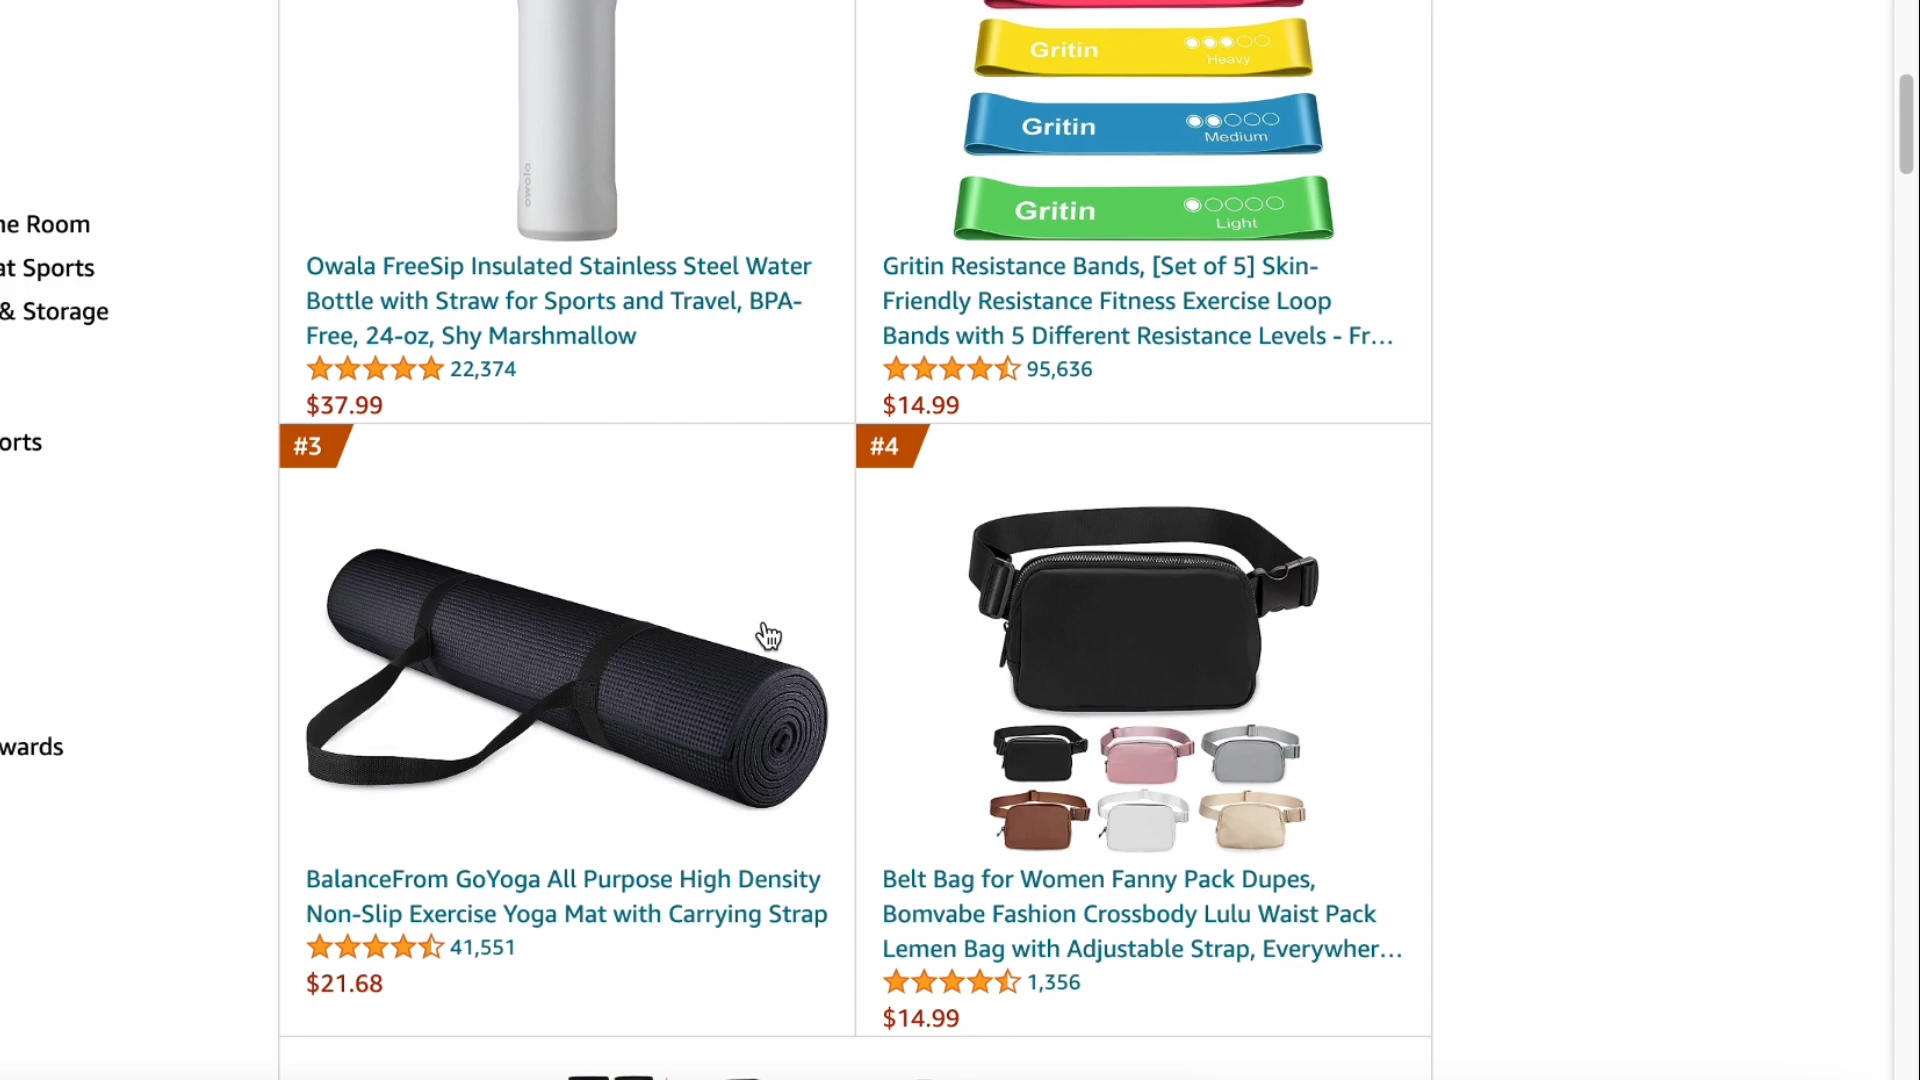 Gritin
Heavy
Gritin
Medium
Gritin
Light
owala
Owala FreeSip Insulated Stainless Steel Water
Bottle with Straw for Sports and Travel, BPA-
Free, 24-oz, Shy Marshmallow
22,374
$37.99
Gritin Resistance Bands, [Set of 5] Skin-
Friendly Resistance Fitness Exercise Loop
Bands with 5 Different Resistance Levels - Fr…
95,636
$14.99
ne Room
at Sports
& Storage
orts
wards
#3
BalanceFrom GoYoga All Purpose High Density
Non-Slip Exercise Yoga Mat with Carrying Strap
41,551
$21.68
#4
Belt Bag for Women Fanny Pack Dupes,
Bomvabe Fashion Crossbody Lulu Waist Pack
Lemen Bag with Adjustable Strap, Everywher…
1,356
$14.99